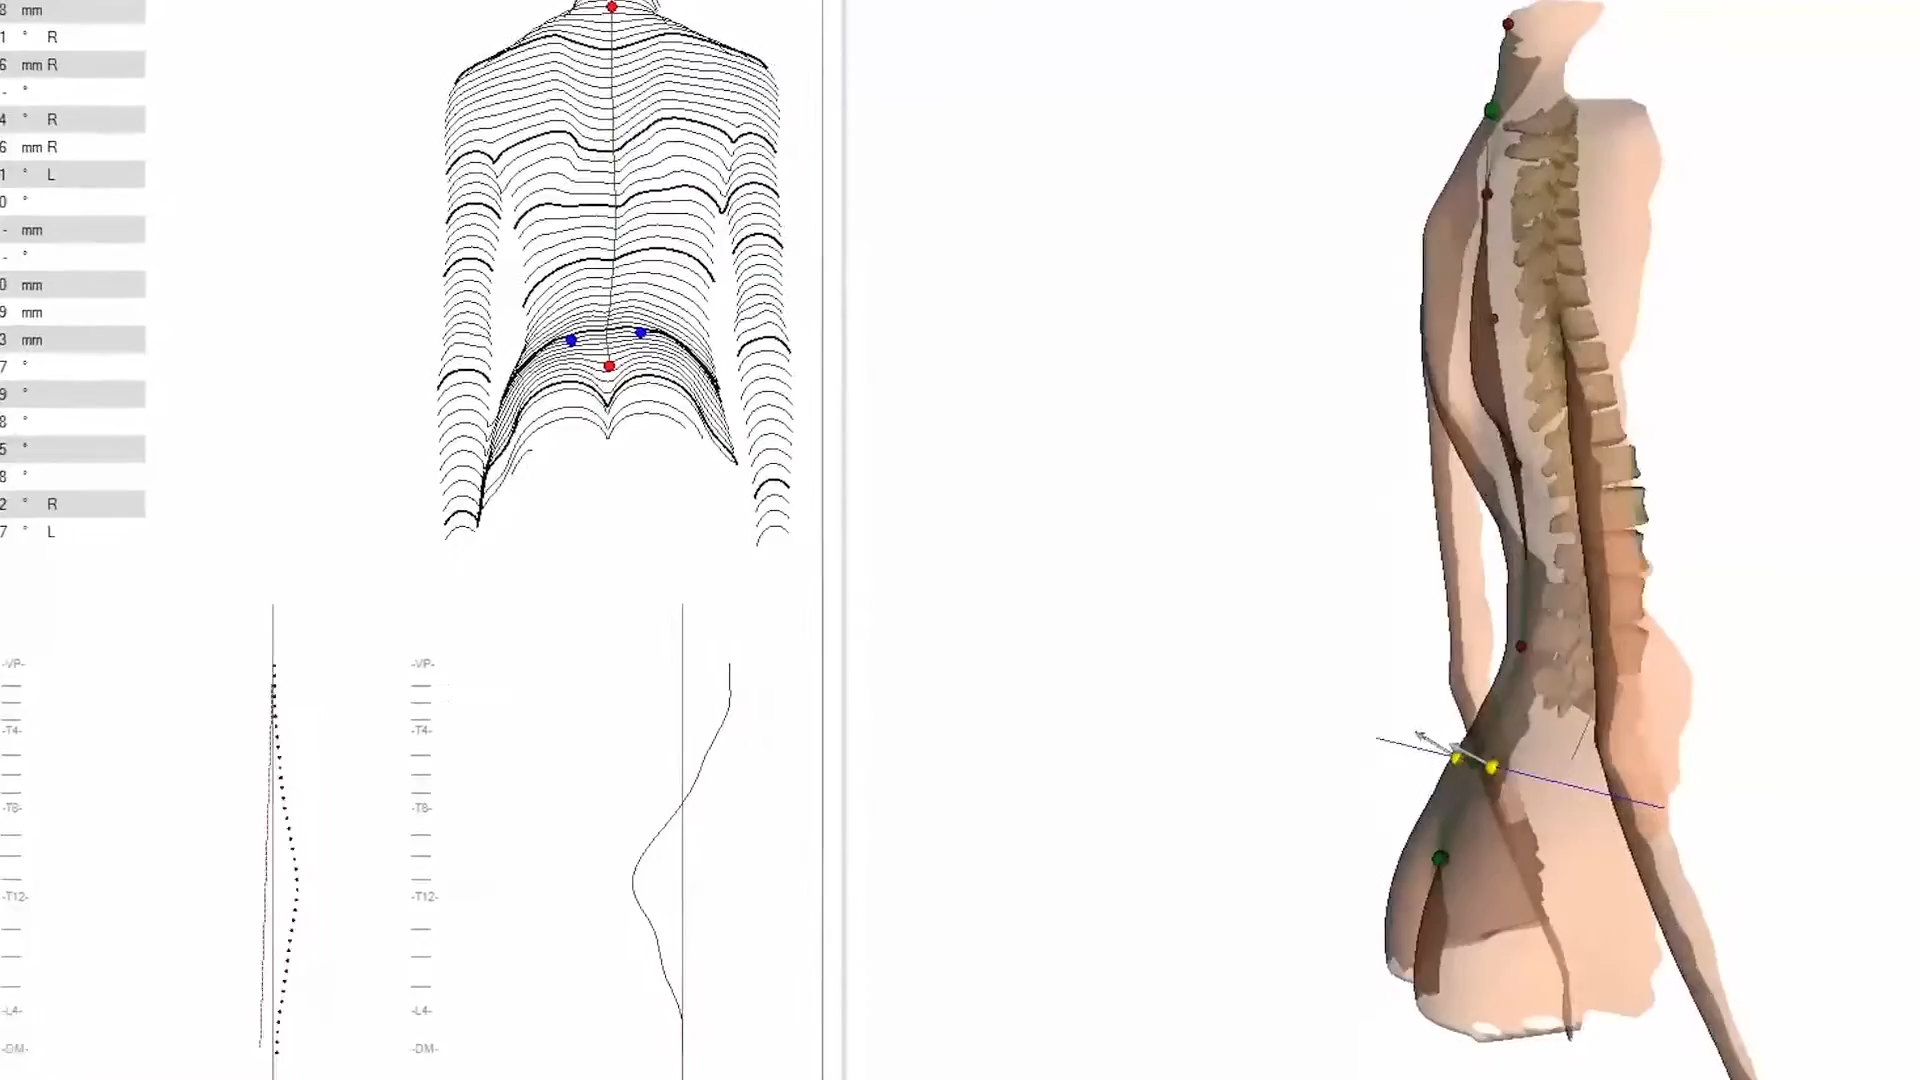 8 mm
1 ° R
6 mm R
- °
4 ° R
6 mm R
1 ° L
0 °
- mm
- °
0 mm
9 mm
3 mm
7 °
9 °
8 °
5 °
8 °
2 ° R
7 ° L
-VP-
-T4-
-T8-
-T12-
-L4-
-DM-
-VP-
-T4-
-T8-
-T12-
-L4-
-DM-